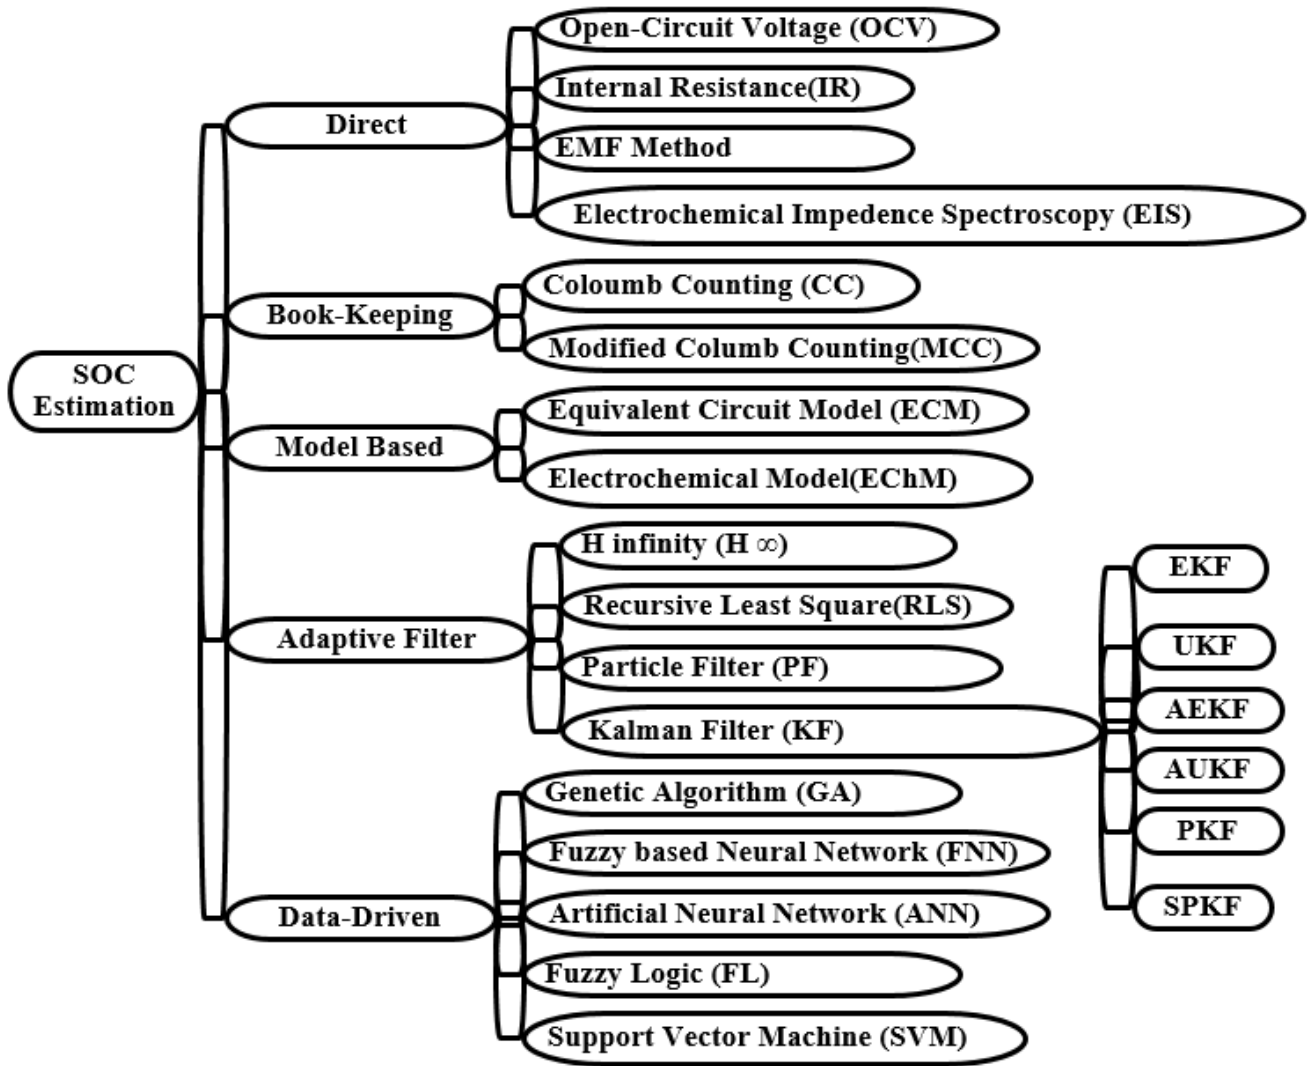 SOC
Estimation
Direct
Open-Circuit Voltage (OCV)
Internal Resistance(IR)
EMF Method
Electrochemical Impedence Spectroscopy (EIS)
Book-Keeping
Coloumb Counting (CC)
Modified Columb Counting(MCC)
Model Based
Equivalent Circuit Model (ECM)
Electrochemical Model(EChM)
Adaptive Filter
H infinity (H ∞)
Recursive Least Square(RLS)
Particle Filter (PF)
Kalman Filter (KF)
EKF
UKF
AEKF
AUKF
PKF
SPKF
Data-Driven
Genetic Algorithm (GA)
Fuzzy based Neural Network (FNN)
Artificial Neural Network (ANN)
Fuzzy Logic (FL)
Support Vector Machine (SVM)